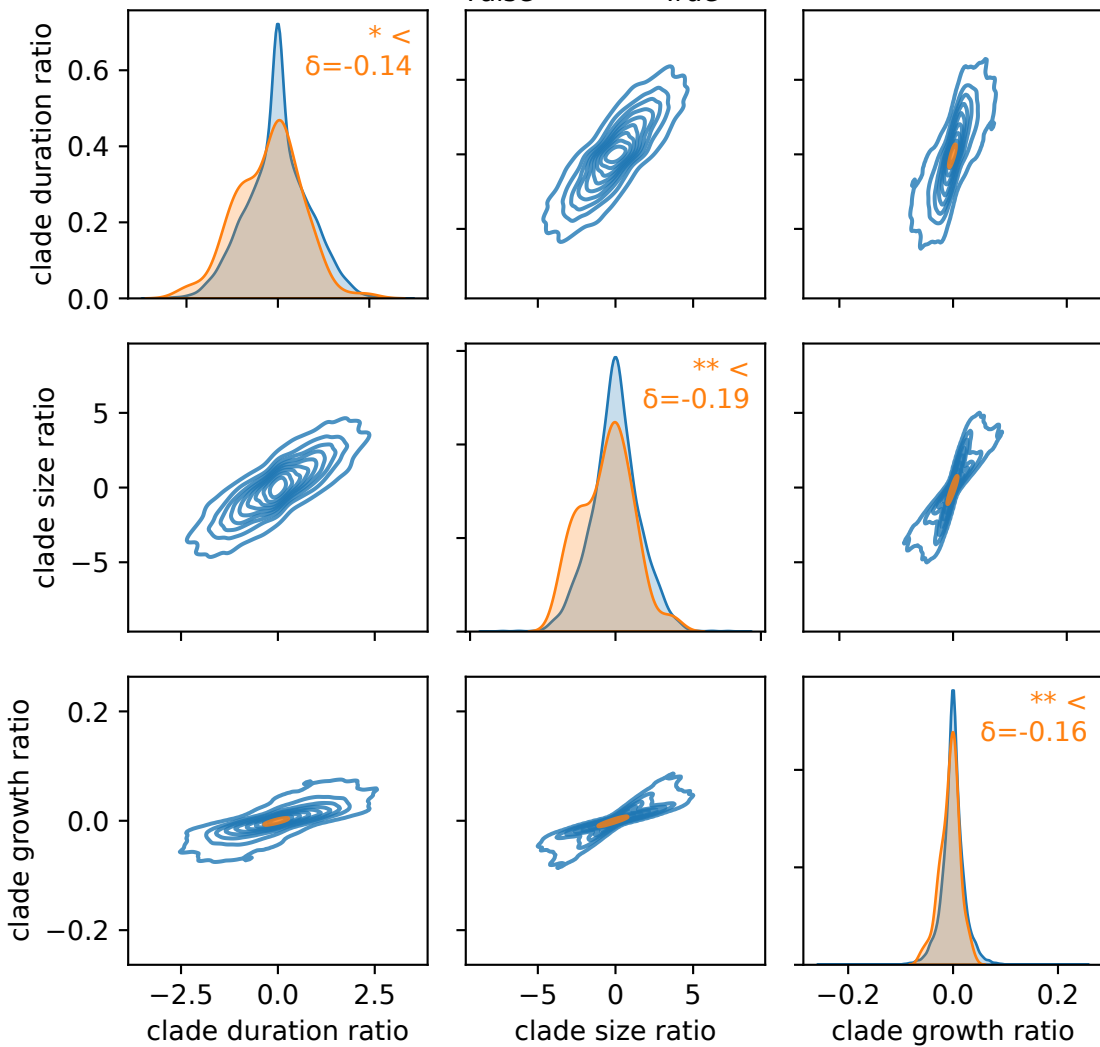 clade duration ratio
0.6
0.4
0.2
0.0
* <
δ=-0.14
clade size ratio
5
0
−5
** <
δ=-0.19
clade growth ratio
0.2
0.0
−0.2
** <
δ=-0.16
−2.5 0.0 2.5
clade duration ratio
−5 0 5
clade size ratio
−0.2 0.0 0.2
clade growth ratio